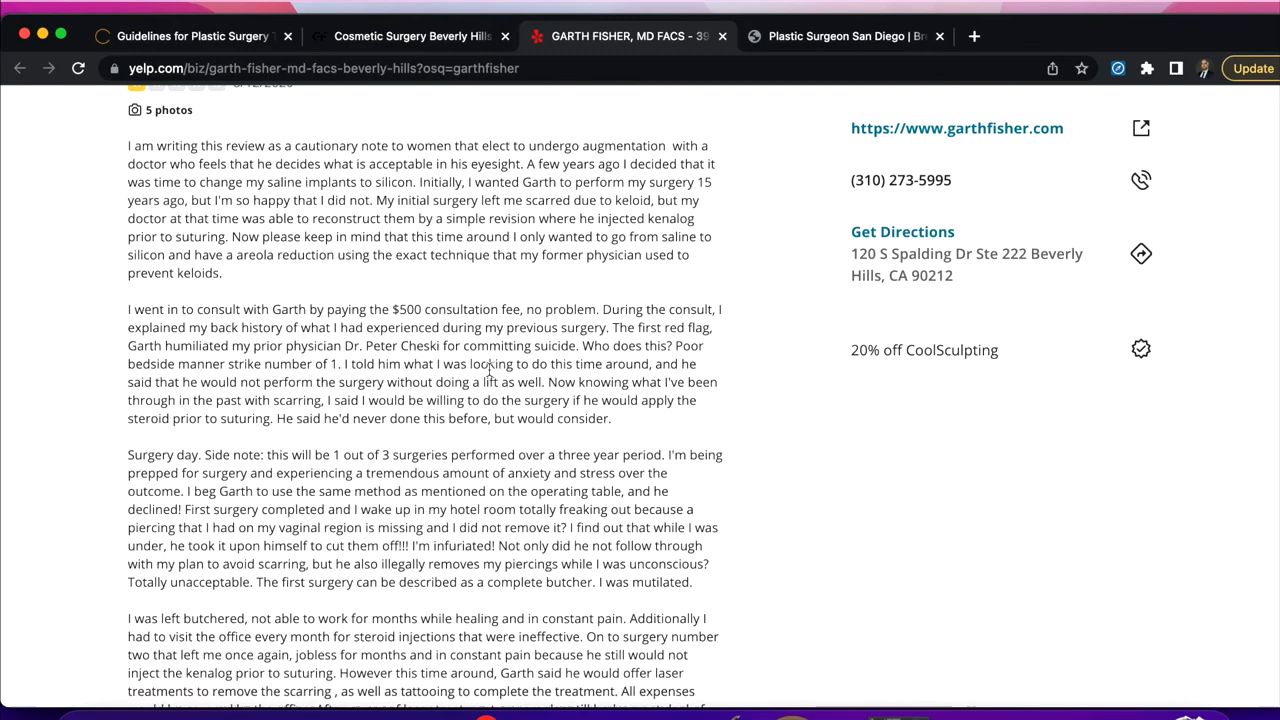 Guidelines for Plastic Surgery
Cosmetic Surgery Beverly Hills
GARTH FISHER, MD FACS - 39
Plastic Surgeon San Diego | Br
yelp.com/biz/garth-fisher-md-facs-beverly-hills?osq=garthfisher
Update
5 photos
I am writing this review as a cautionary note to women that elect to undergo augmentation with a
doctor who feels that he decides what is acceptable in his eyesight. A few years ago I decided that it
was time to change my saline implants to silicon. Initially, I wanted Garth to perform my surgery 15
years ago, but I'm so happy that I did not. My initial surgery left me scarred due to keloid, but my
doctor at that time was able to reconstruct them by a simple revision where he injected kenalog
prior to suturing. Now please keep in mind that this time around I only wanted to go from saline to
silicon and have a areola reduction using the exact technique that my former physician used to
prevent keloids.
I went in to consult with Garth by paying the $500 consultation fee, no problem. During the consult, I
explained my back history of what I had experienced during my previous surgery. The first red flag,
Garth humiliated my prior physician Dr. Peter Cheski for committing suicide. Who does this? Poor
bedside manner strike number of 1. I told him what I was looking to do this time around, and he
said that he would not perform the surgery without doing a lift as well. Now knowing what I've been
through in the past with scarring, I said I would be willing to do the surgery if he would apply the
steroid prior to suturing. He said he'd never done this before, but would consider.
Surgery day. Side note: this will be 1 out of 3 surgeries performed over a three year period. I'm being
prepped for surgery and experiencing a tremendous amount of anxiety and stress over the
outcome. I beg Garth to use the same method as mentioned on the operating table, and he
declined! First surgery completed and I wake up in my hotel room totally freaking out because a
piercing that I had on my vaginal region is missing and I did not remove it? I find out that while I was
under, he took it upon himself to cut them off!!! I'm infuriated! Not only did he not follow through
with my plan to avoid scarring, but he also illegally removes my piercings while I was unconscious?
Totally unacceptable. The first surgery can be described as a complete butcher. I was mutilated.
I was left butchered, not able to work for months while healing and in constant pain. Additionally I
had to visit the office every month for steroid injections that were ineffective. On to surgery number
two that left me once again, jobless for months and in constant pain because he still would not
inject the kenalog prior to suturing. However this time around, Garth said he would offer laser
treatments to remove the scarring , as well as tattooing to complete the treatment. All expenses
https://www.garthfisher.com
(310) 273-5995
Get Directions
120 S Spalding Dr Ste 222 Beverly
Hills, CA 90212
20% off CoolSculpting